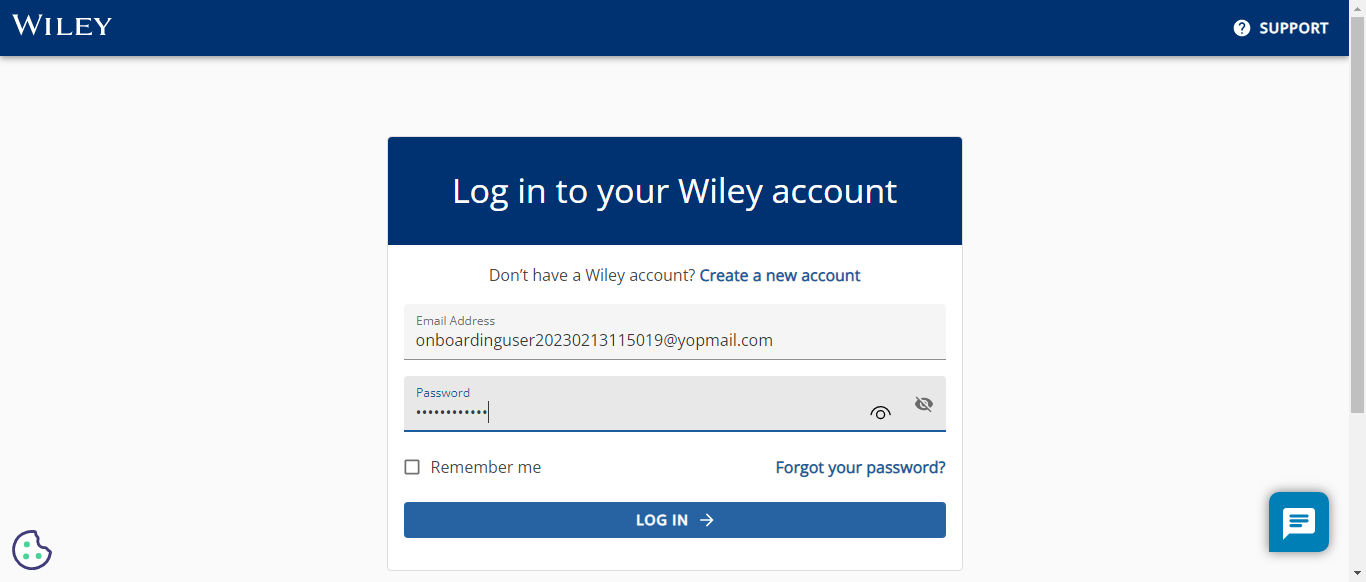 WILEY
SUPPORT
Log in to your Wiley account
Don't have a Wiley account? Create a new account
Email Address
onboardinguser20230213115019@yopmail.com
Password
••••••••••••
Remember me
Forgot your password?
LOG IN